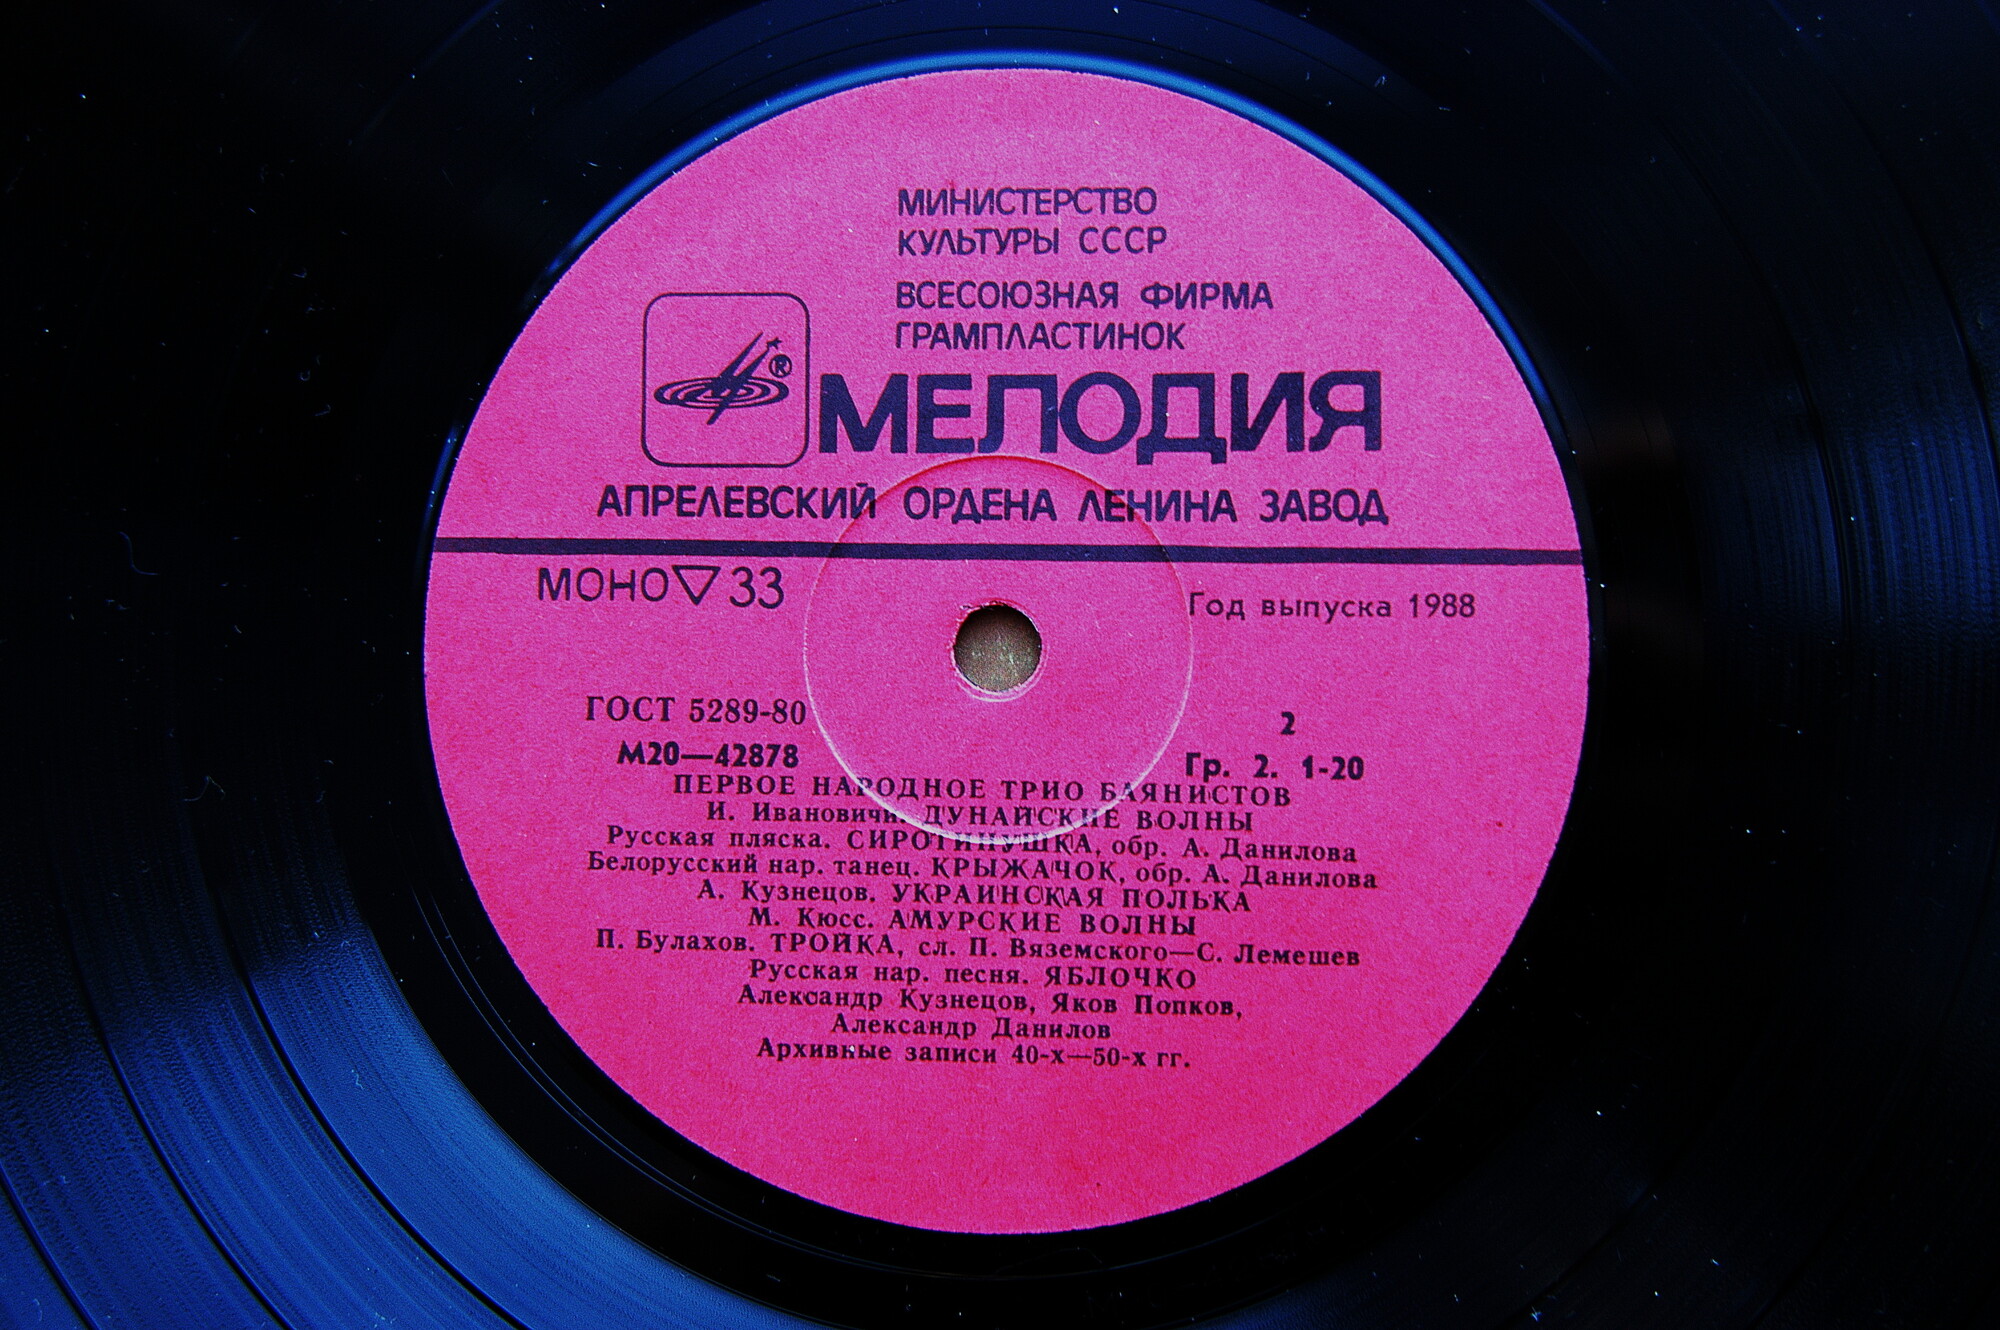 МИНИСТЕРСТВО
КУЛЬТУРЫ СССР
ВСЕСОЮЗНАЯ ФИРМА
ГРАМПЛАСТИНОК
®
МЕЛОДИЯ
АПРЕЛЕВСКИЙ ОРДЕНА ЛЕНИНА ЗАВОД
МОНО ▽ 33
Год выпуска 1988
ГОСТ 5289-80
2
М20—42878
Гр. 2. 1-20
ПЕРВОЕ НАРОДНОЕ ТРИО БАЯНИСТОВ
И. Ивановичи. ДУНАЙСКИЕ ВОЛНЫ
Русская пляска. СИРОТИНУШКА, обр. А. Данилова
Белорусский нар. танец. КРЫЖАЧОК, обр. А. Данилова
А. Кузнецов. УКРАИНСКАЯ ПОЛЬКА
М. Кюсс. АМУРСКИЕ ВОЛНЫ
П. Булахов. ТРОЙКА, сл. П. Вяземского—С. Лемешев
Русская нар. песня. ЯБЛОЧКО
Александр Кузнецов, Яков Попков,
Александр Данилов
Архивные записи 40-х—50-х гг.